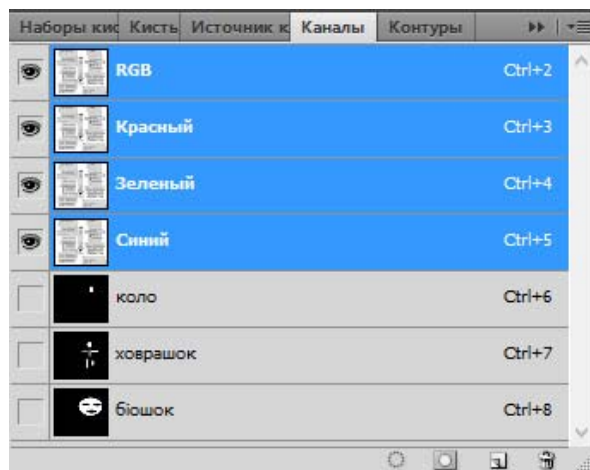 Наборы кис Кисть Источник к Каналы Контуры
RGB Ctrl+2
Красный Ctrl+3
Зеленый Ctrl+4
Синий Ctrl+5
коло Ctrl+6
ховрашок Ctrl+7
біошок Ctrl+8